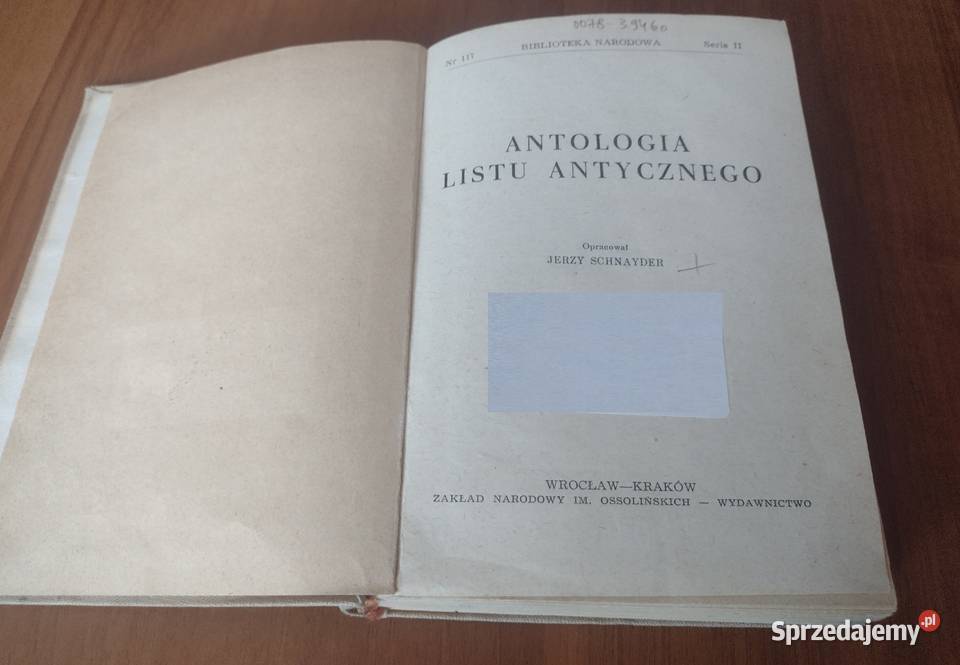 0078-39460
Nr 117 BIBLIOTEKA NARODOWA Seria II
ANTOLOGIA
LISTU ANTYCZNEGO
Opracował
JERZY SCHNAYDER
WROCŁAW—KRAKÓW
ZAKŁAD NARODOWY IM. OSSOLIŃSKICH — WYDAWNICTWO
Sprzedajemy.pl